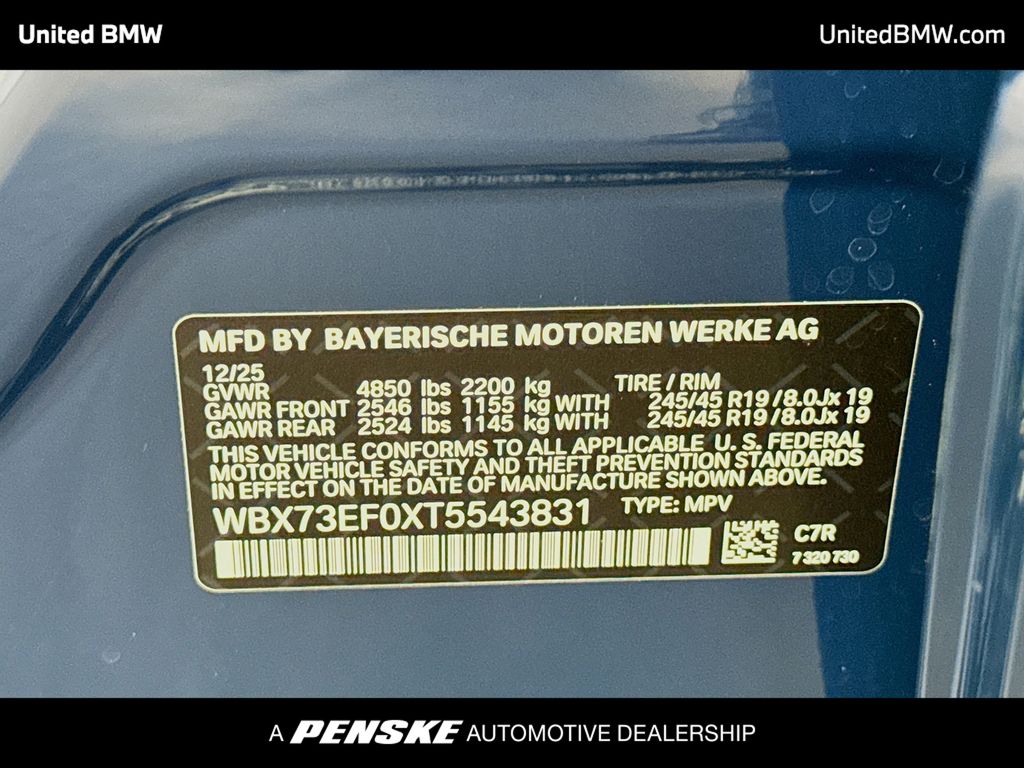 United BMW
UnitedBMW.com
MFD BY BAYERISCHE MOTOREN WERKE AG
12/25
GVWR 4850 lbs 2200 kg TIRE / RIM
GAWR FRONT 2546 lbs 1155 kg WITH 245/45 R19 / 8.0Jx 19
GAWR REAR 2524 lbs 1145 kg WITH 245/45 R19 / 8.0Jx 19
THIS VEHICLE CONFORMS TO ALL APPLICABLE U. S. FEDERAL
MOTOR VEHICLE SAFETY AND THEFT PREVENTION STANDARDS
IN EFFECT ON THE DATE OF MANUFACTURE SHOWN ABOVE.
WBX73EF0XT5543831 TYPE: MPV
C7R
7 320 730
A PENSKE AUTOMOTIVE DEALERSHIP